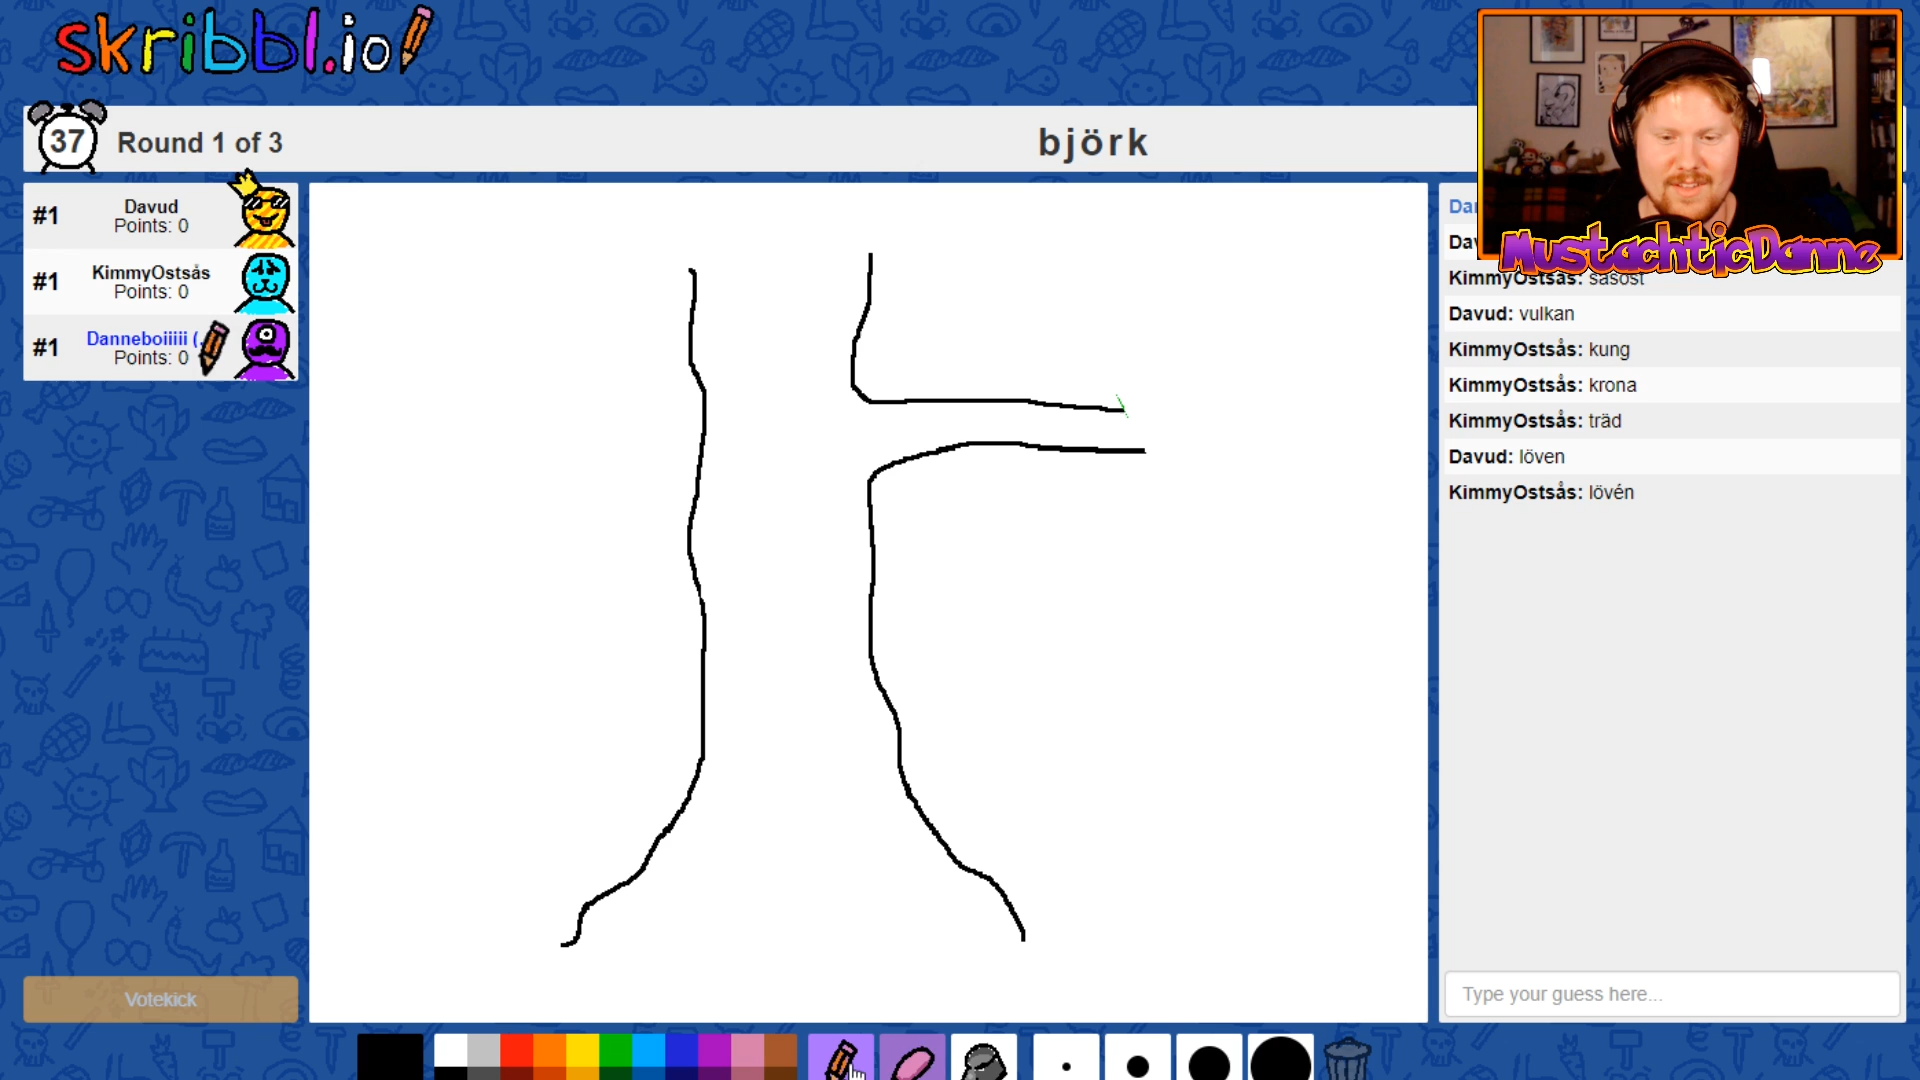 skribbl.io
37
Round 1 of 3
björk
#1
Davud
Points: 0
#1
KimmyOstsås
Points: 0
#1
Danneboiiiii (
Points: 0
MustachticDanne
KimmyOstsås: såsost
Davud: vulkan
KimmyOstsås: kung
KimmyOstsås: krona
KimmyOstsås: träd
Davud: löven
KimmyOstsås: lövén
Type your guess here...
Votekick